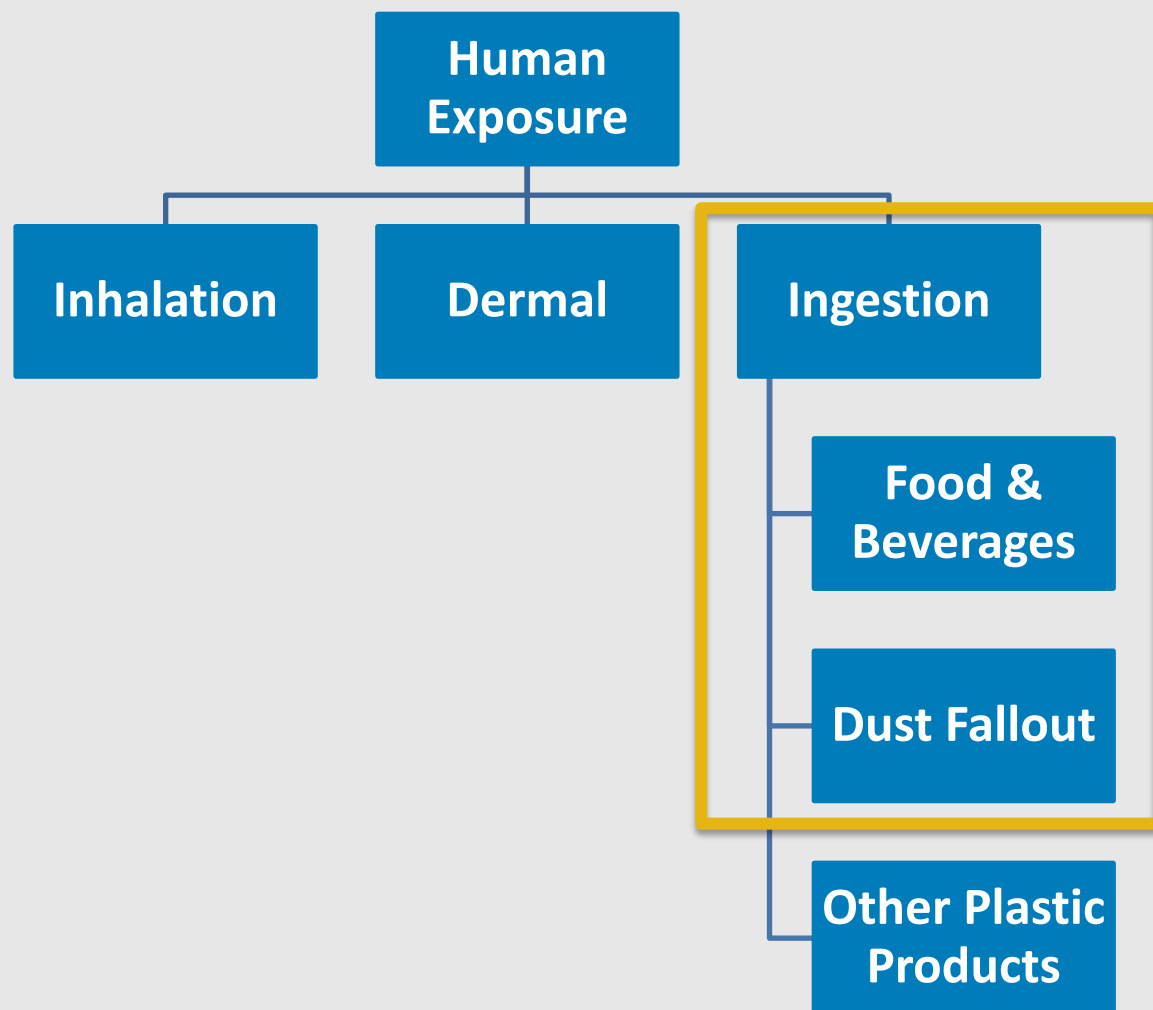 Human
Exposure
Inhalation
Dermal
Ingestion
Food &
Beverages
Dust Fallout
Other Plastic
Products